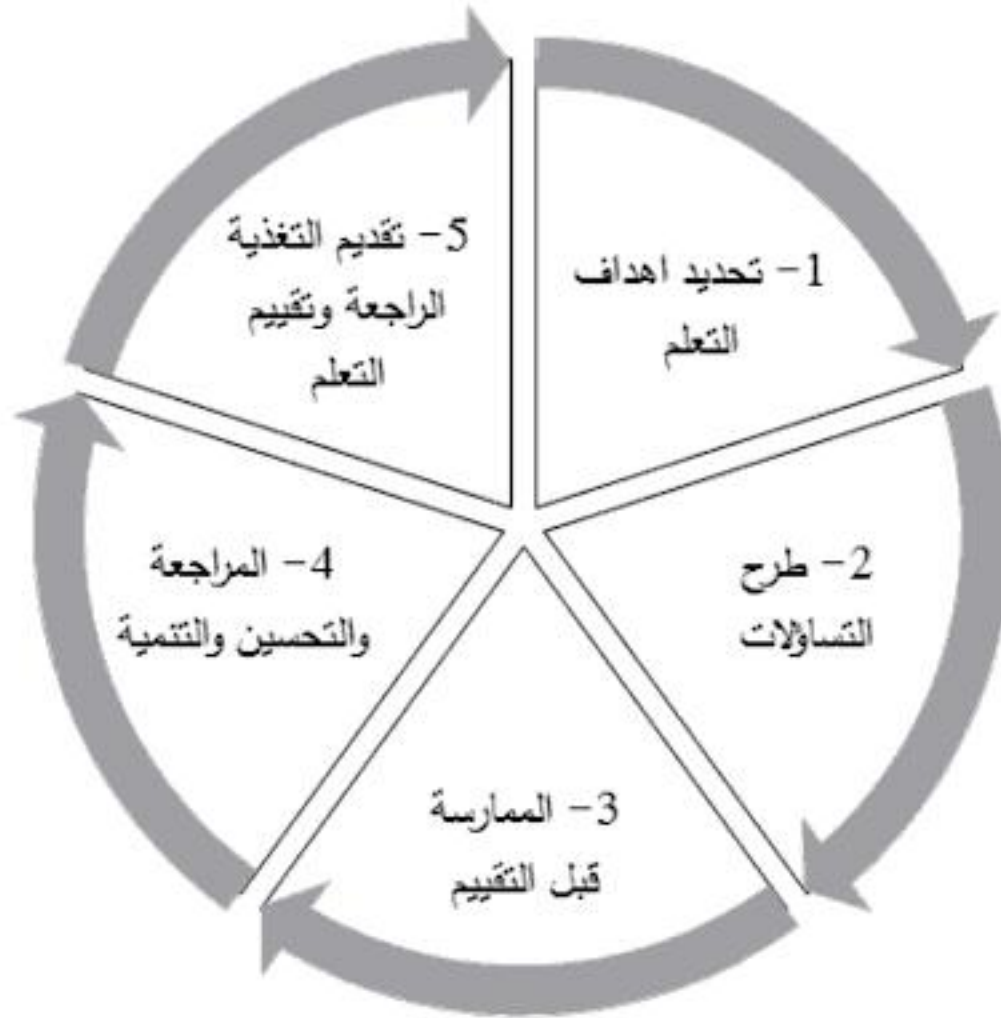 1- تحديد اهداف
التعلم
2- طرح
التساؤلات
3- الممارسة
قبل التقييم
4- المراجعة
والتحسين والتنمية
5- تقديم التغذية
الراجعة وتقييم
التعلم